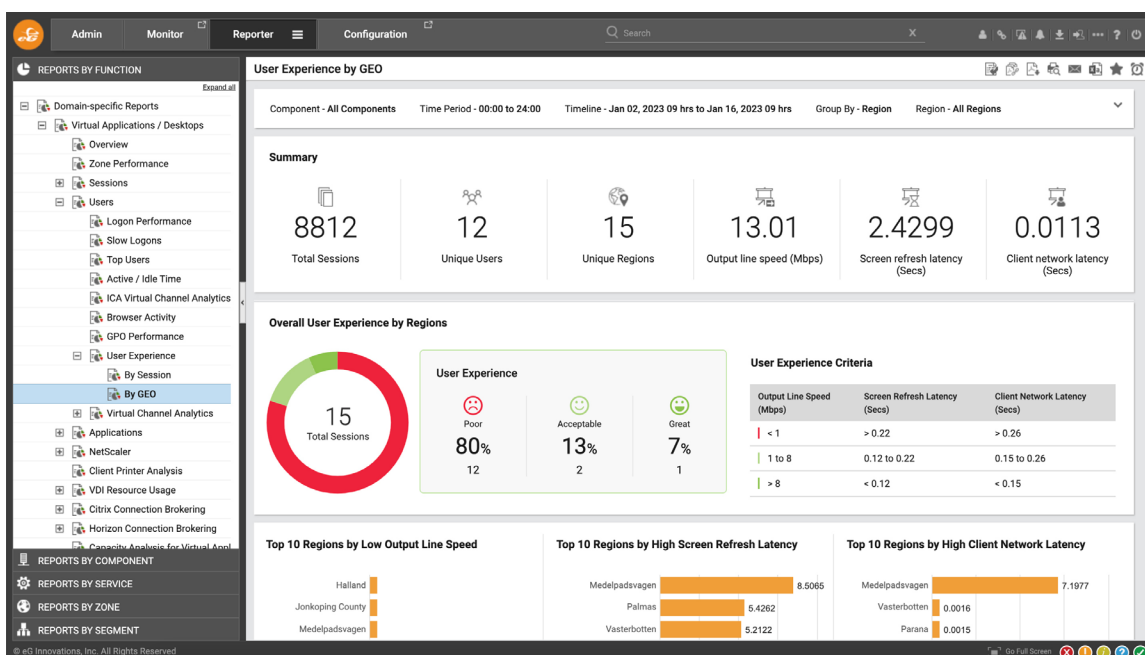 eG
Admin
Monitor
Reporter
Configuration
Search
X
REPORTS BY FUNCTION
Expand all
Domain-specific Reports
Virtual Applications / Desktops
Overview
Zone Performance
Sessions
Users
Logon Performance
Slow Logons
Top Users
Active / Idle Time
ICA Virtual Channel Analytics
Browser Activity
GPO Performance
User Experience
By Session
By GEO
Virtual Channel Analytics
Applications
NetScaler
Client Printer Analysis
VDI Resource Usage
Citrix Connection Brokering
Horizon Connection Brokering
Capacity Analysis for Virtual Appl
REPORTS BY COMPONENT
REPORTS BY SERVICE
REPORTS BY ZONE
REPORTS BY SEGMENT
User Experience by GEO
Component - All Components Time Period - 00:00 to 24:00 Timeline - Jan 02, 2023 09 hrs to Jan 16, 2023 09 hrs Group By - Region Region - All Regions
Summary
8812
Total Sessions
12
Unique Users
15
Unique Regions
13.01
Output line speed (Mbps)
2.4299
Screen refresh latency
(Secs)
0.0113
Client network latency
(Secs)
Overall User Experience by Regions
15
Total Sessions
User Experience
Poor
80%
12
Acceptable
13%
2
Great
7%
1
User Experience Criteria
Output Line Speed Screen Refresh Latency Client Network Latency
(Mbps) (Secs) (Secs)
< 1 > 0.22 > 0.26
1 to 8 0.12 to 0.22 0.15 to 0.26
> 8 < 0.12 < 0.15
Top 10 Regions by Low Output Line Speed
Halland
Jonkoping County
Medelpadsvagen
Top 10 Regions by High Screen Refresh Latency
Medelpadsvagen 8.5065
Palmas 5.4262
Vasterbotten 5.2122
Top 10 Regions by High Client Network Latency
Medelpadsvagen 7.1977
Vasterbotten 0.0016
Parana 0.0015
© eG Innovations, Inc. All Rights Reserved
Go Full Screen